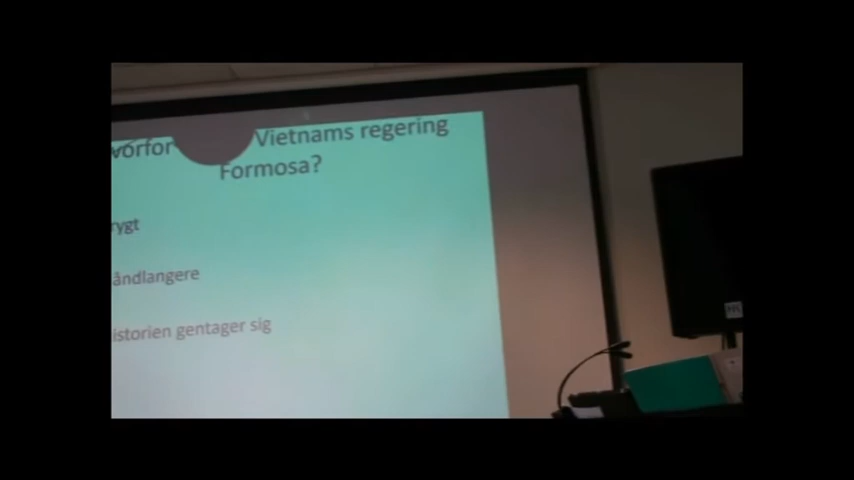 vorfor Vietnams regering
Formosa?
rygt
åndlangere
istorien gentager sig